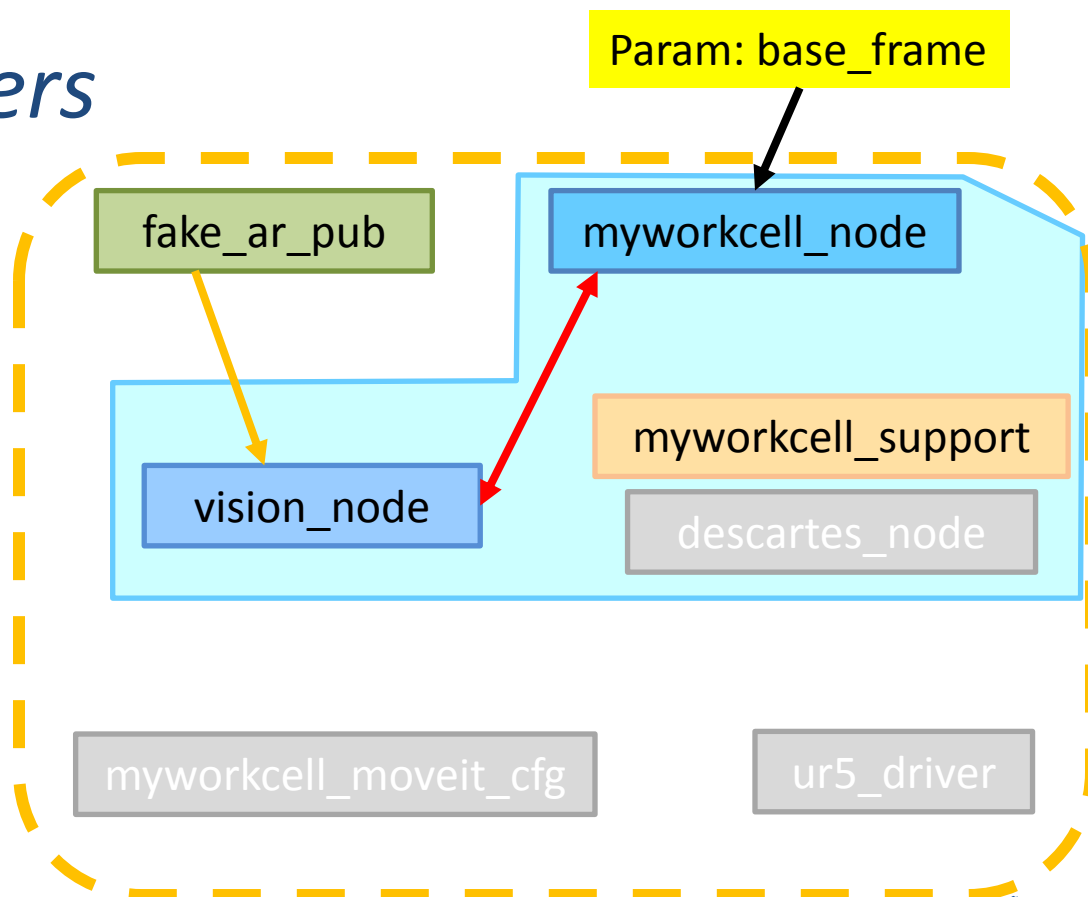 Param: base_frame
ers
fake_ar_pub
myworkcell_node
myworkcell_support
vision_node
descartes_node
myworkcell_moveit_cfg
ur5_driver